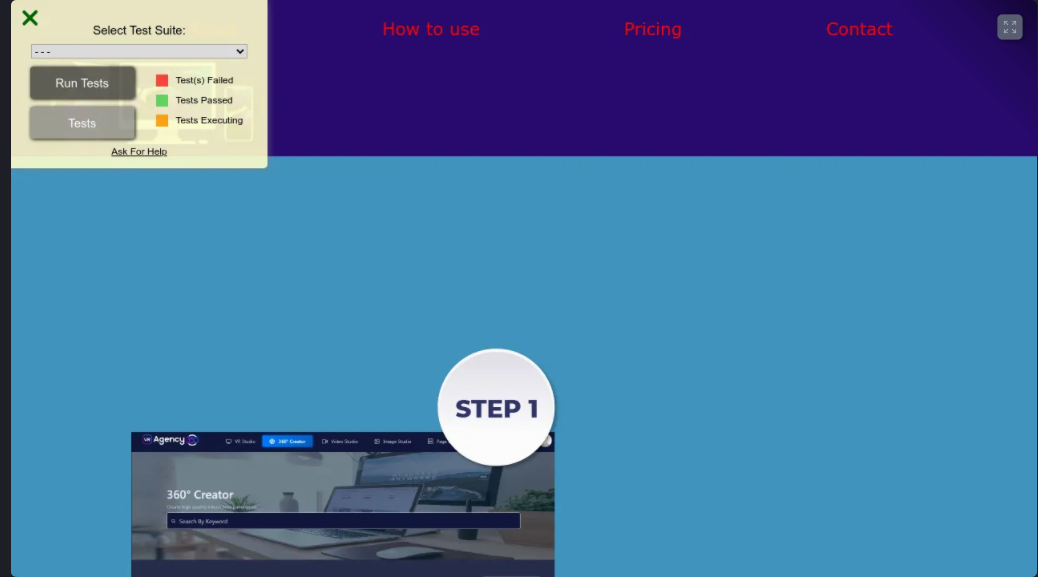 Select Test Suite:
- - -
Run Tests
Tests
Test(s) Failed
Tests Passed
Tests Executing
Ask For Help
How to use
Pricing
Contact
STEP 1
VR Agency
VR Studio
360° Creator
Video Studio
Image Studio
Page
360° Creator
Search By Keyword